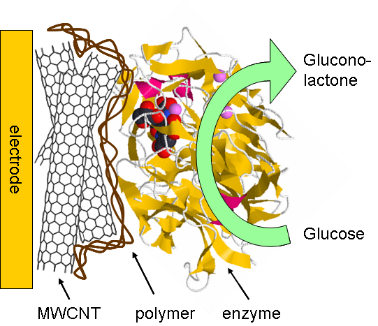 Glucono-
lactone
electrode
Glucose
MWCNT
polymer
enzyme